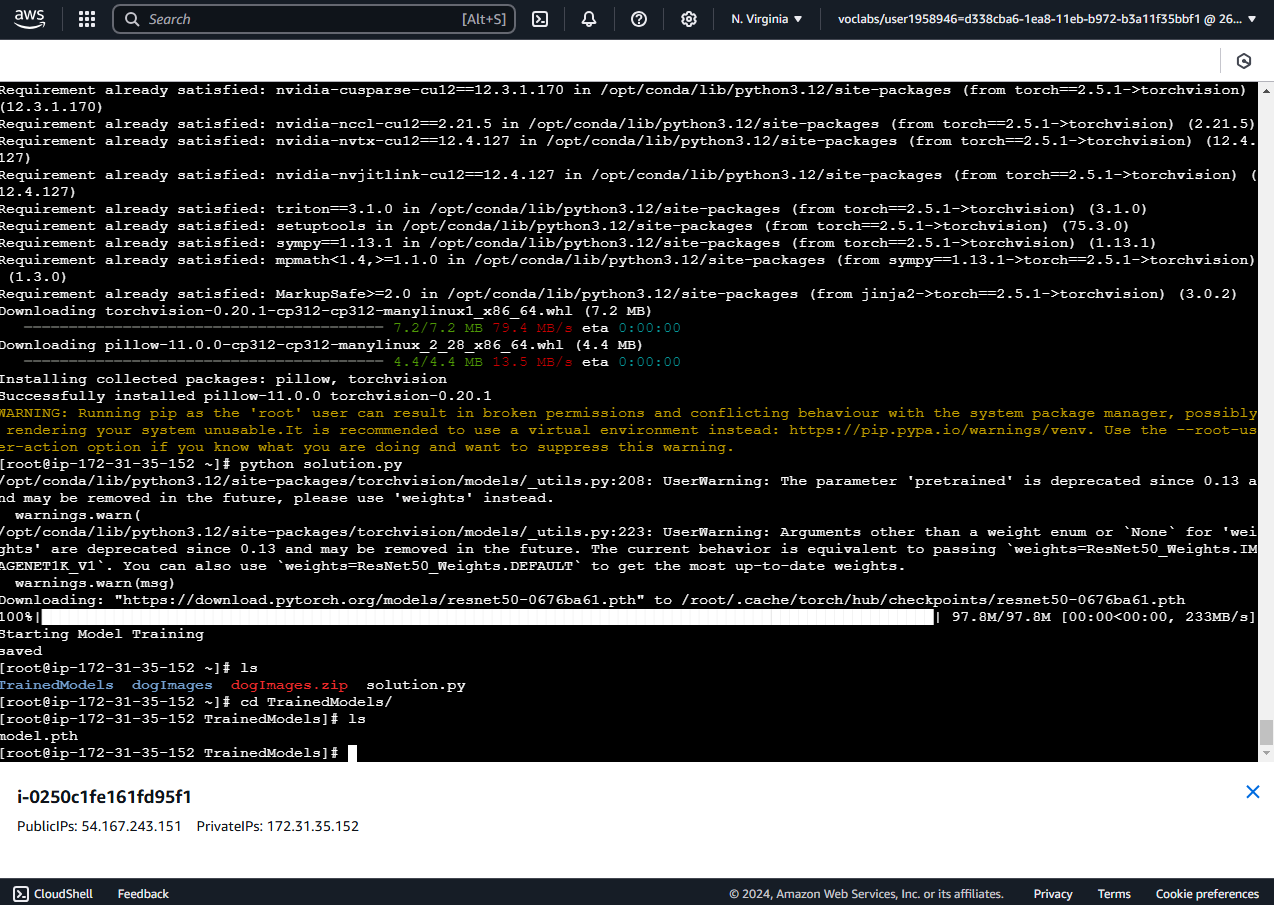 aws
Search [Alt+S] N. Virginia ▼ voclabs/user1958946=d338cba6-1ea8-11eb-b972-b3a11f35bbf1 @ 26... ▼
Requirement already satisfied: nvidia-cusparse-cu12==12.3.1.170 in /opt/conda/lib/python3.12/site-packages (from torch==2.5.1->torchvision)
(12.3.1.170)
Requirement already satisfied: nvidia-nccl-cu12==2.21.5 in /opt/conda/lib/python3.12/site-packages (from torch==2.5.1->torchvision) (2.21.5)
Requirement already satisfied: nvidia-nvtx-cu12==12.4.127 in /opt/conda/lib/python3.12/site-packages (from torch==2.5.1->torchvision) (12.4.
127)
Requirement already satisfied: nvidia-nvjitlink-cu12==12.4.127 in /opt/conda/lib/python3.12/site-packages (from torch==2.5.1->torchvision) (
12.4.127)
Requirement already satisfied: triton==3.1.0 in /opt/conda/lib/python3.12/site-packages (from torch==2.5.1->torchvision) (3.1.0)
Requirement already satisfied: setuptools in /opt/conda/lib/python3.12/site-packages (from torch==2.5.1->torchvision) (75.3.0)
Requirement already satisfied: sympy==1.13.1 in /opt/conda/lib/python3.12/site-packages (from torch==2.5.1->torchvision) (1.13.1)
Requirement already satisfied: mpmath<1.4,>=1.1.0 in /opt/conda/lib/python3.12/site-packages (from sympy==1.13.1->torch==2.5.1->torchvision)
(1.3.0)
Requirement already satisfied: MarkupSafe>=2.0 in /opt/conda/lib/python3.12/site-packages (from jinja2->torch==2.5.1->torchvision) (3.0.2)
Downloading torchvision-0.20.1-cp312-cp312-manylinux1_x86_64.whl (7.2 MB)
7.2/7.2 MB 79.4 MB/s eta 0:00:00
Downloading pillow-11.0.0-cp312-cp312-manylinux_2_28_x86_64.whl (4.4 MB)
4.4/4.4 MB 13.5 MB/s eta 0:00:00
Installing collected packages: pillow, torchvision
Successfully installed pillow-11.0.0 torchvision-0.20.1
WARNING: Running pip as the 'root' user can result in broken permissions and conflicting behaviour with the system package manager, possibly
rendering your system unusable.It is recommended to use a virtual environment instead: https://pip.pypa.io/warnings/venv. Use the --root-us
er-action option if you know what you are doing and want to suppress this warning.
[root@ip-172-31-35-152 ~]# python solution.py
/opt/conda/lib/python3.12/site-packages/torchvision/models/_utils.py:208: UserWarning: The parameter 'pretrained' is deprecated since 0.13 a
nd may be removed in the future, please use 'weights' instead.
warnings.warn(
/opt/conda/lib/python3.12/site-packages/torchvision/models/_utils.py:223: UserWarning: Arguments other than a weight enum or `None` for 'wei
ghts' are deprecated since 0.13 and may be removed in the future. The current behavior is equivalent to passing `weights=ResNet50_Weights.IM
AGENET1K_V1`. You can also use `weights=ResNet50_Weights.DEFAULT` to get the most up-to-date weights.
warnings.warn(msg)
Downloading: "https://download.pytorch.org/models/resnet50-0676ba61.pth" to /root/.cache/torch/hub/checkpoints/resnet50-0676ba61.pth
100%| | 97.8M/97.8M [00:00<00:00, 233MB/s]
Starting Model Training
saved
[root@ip-172-31-35-152 ~]# ls
TrainedModels dogImages dogImages.zip solution.py
[root@ip-172-31-35-152 ~]# cd TrainedModels/
[root@ip-172-31-35-152 TrainedModels]# ls
model.pth
[root@ip-172-31-35-152 TrainedModels]#
i-0250c1fe161fd95f1
PublicIPs: 54.167.243.151 PrivateIPs: 172.31.35.152
CloudShell Feedback © 2024, Amazon Web Services, Inc. or its affiliates. Privacy Terms Cookie preferences